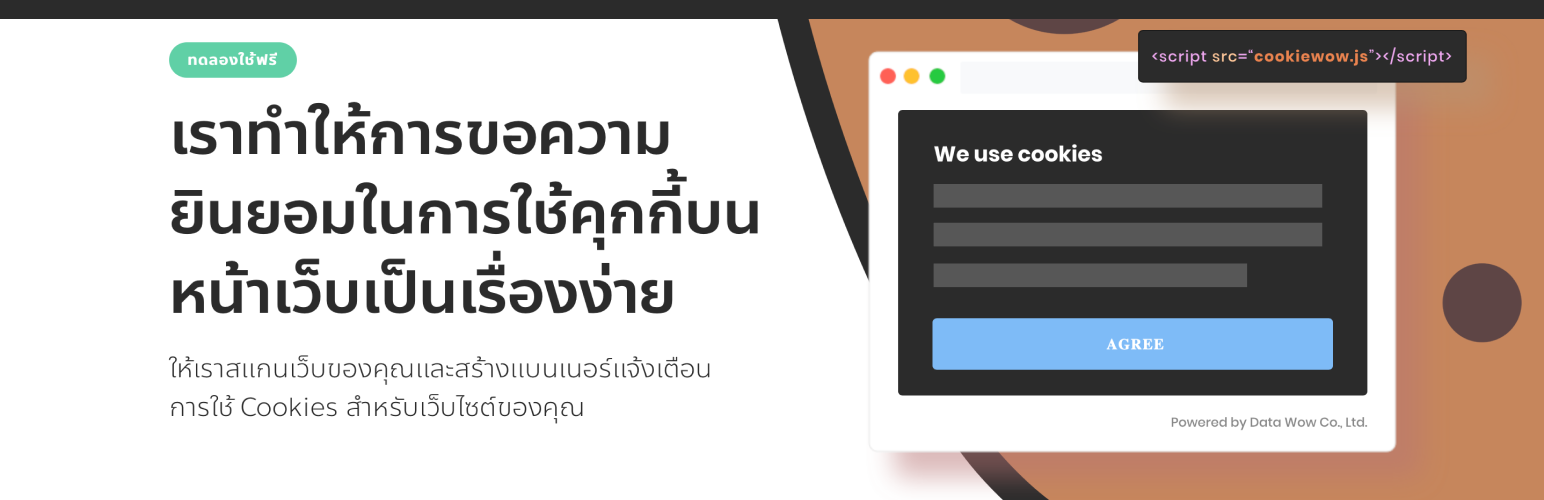 ทดลองใช้ฟรี
เราทำให้การขอความ
ยินยอมในการใช้คุกกี้บน
หน้าเว็บเป็นเรื่องง่าย
ให้เราสแกนเว็บของคุณและสร้างแบนเนอร์แจ้งเตือน
การใช้ Cookies สำหรับเว็บไซต์ของคุณ
<script src=“cookiewow.js”></script>
We use cookies
AGREE
Powered by Data Wow Co., Ltd.